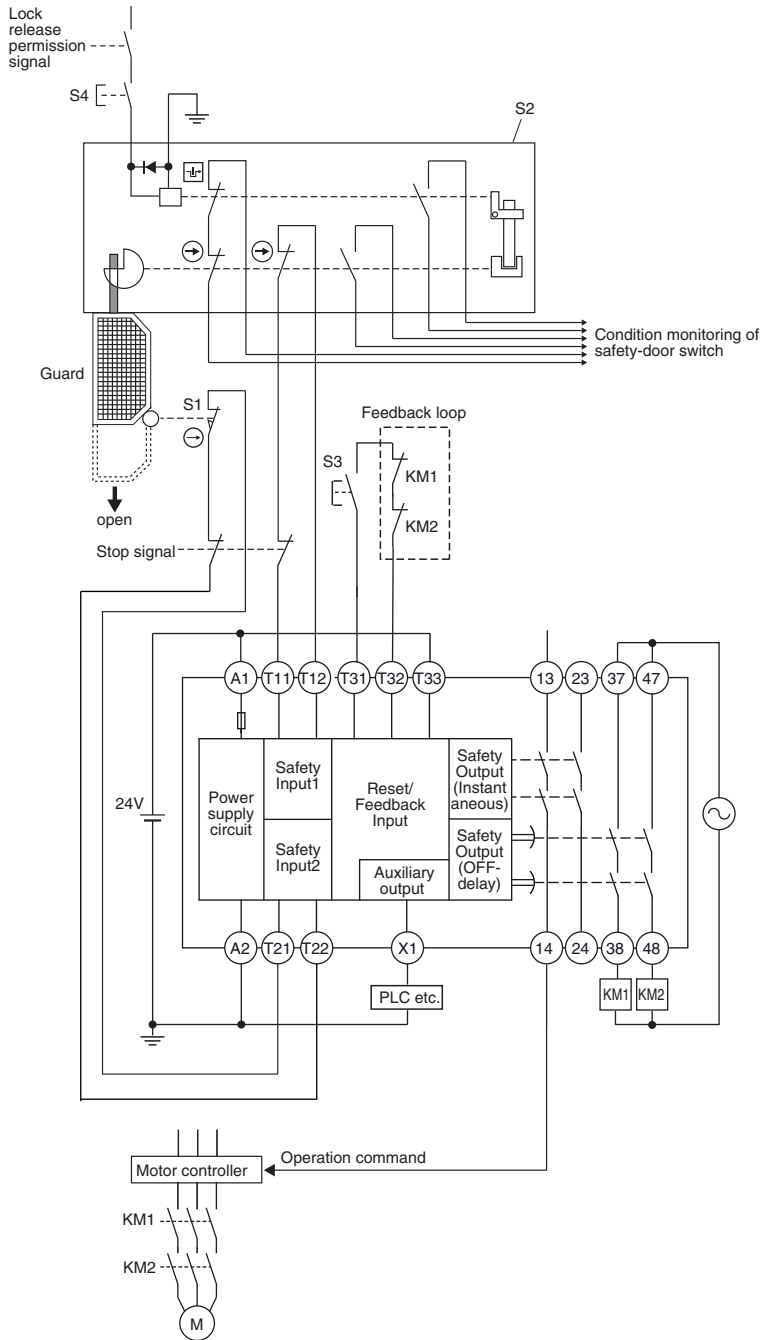 Lock
release
permission
signal
S4
S2
Guard
open
S1
Condition monitoring of
safety-door switch
Feedback loop
S3
KM1
KM2
Stop signal
A1
T11
T12
T31
T32
T33
13
23
37
47
24V
Power
supply
circuit
Safety
Input1
Safety
Input2
Reset/
Feedback
Input
Auxiliary
output
Safety
Output
(Instant
aneous)
Safety
Output
(OFF-
delay)
A2
T21
T22
X1
14
24
38
48
PLC etc.
KM1
KM2
Motor controller
Operation command
KM1
KM2
M